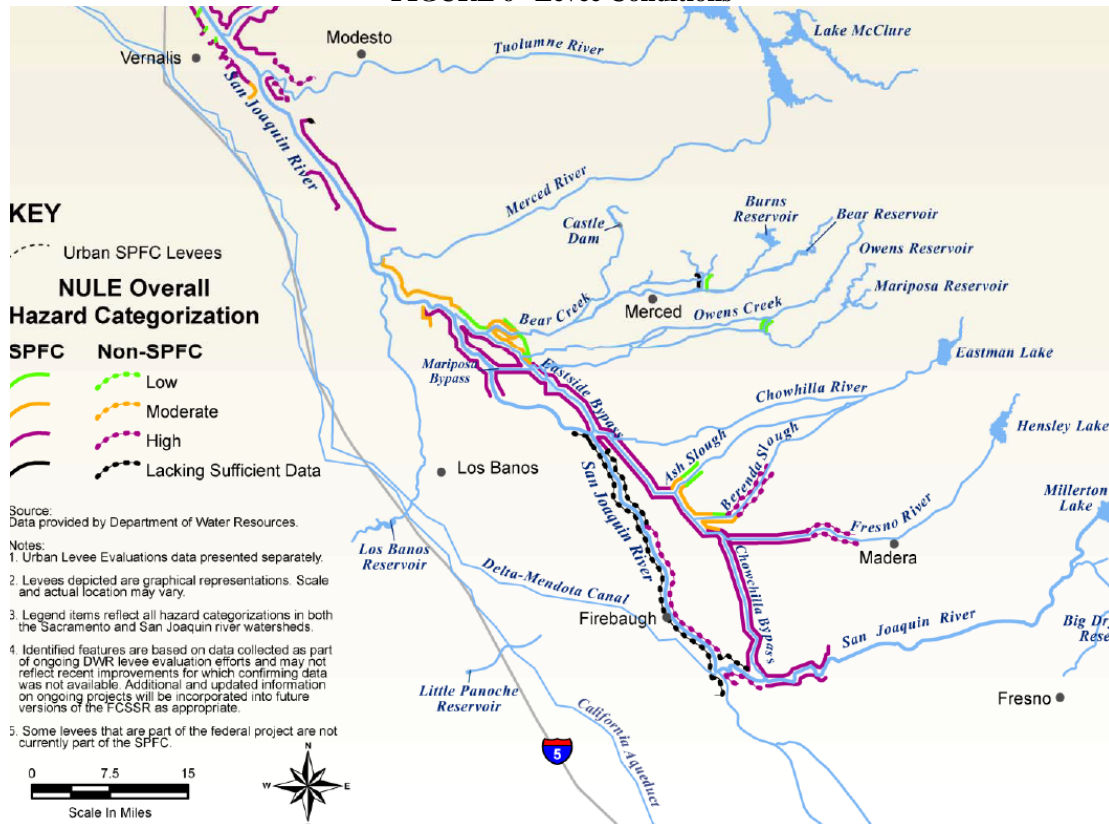 FIGURE 6 Levee Conditions
Lake McClure
Modesto
Tuolumne River
Vernalis
San Joaquin River
Merced River
KEY
Urban SPFC Levees
NULE Overall
Hazard Categorization
SPFC Non-SPFC
Low
Moderate
High
Lacking Sufficient Data
Castle
Dam
Burns
Reservoir
Bear Reservoir
Owens Reservoir
Mariposa Reservoir
Merced
Bear Creek
Owens Creek
Mariposa
Bypass
Eastside Bypass
Eastman Lake
Chowhilla River
Hensley Lake
Ash Slough
Berenda Slough
Los Banos
San Joaquin River
Millerton
Lake
Fresno River
Madera
Los Banos
Reservoir
Delta-Mendota Canal
Chowchilla Bypass
Firebaugh
San Joaquin River
Big Dry
Rese
Little Panoche
Reservoir
Fresno
California Aqueduct
5
Source:
Data provided by Department of Water Resources.
Notes:
1. Urban Levee Evaluations data presented separately.
2. Levees depicted are graphical representations. Scale
and actual location may vary.
3. Legend items reflect all hazard categorizations in both
the Sacramento and San Joaquin river watersheds.
4. Identified features are based on data collected as part
of ongoing DWR levee evaluation efforts and may not
reflect recent improvements for which confirming data
was not available. Additional and updated information
on ongoing projects will be incorporated into future
versions of the FCSSR as appropriate.
5. Some levees that are part of the federal project are not
currently part of the SPFC.
0 7.5 15
Scale In Miles
N
W E
S